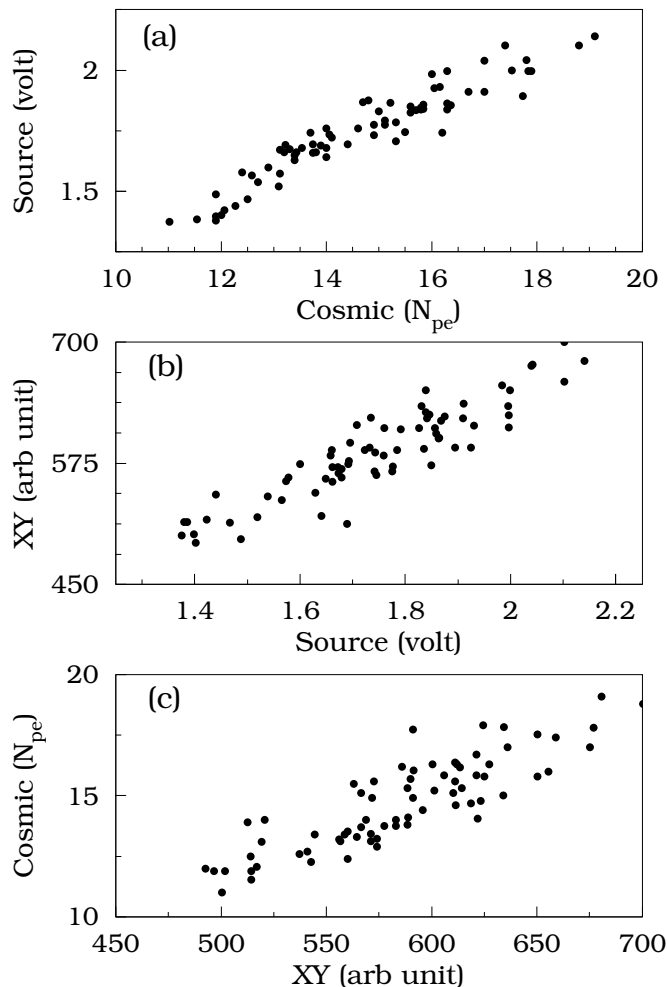 (a)
Source (volt)
2
1.5
10 12 14 16 18 20
Cosmic (N_pe)
(b)
XY (arb unit)
700
575
450
1.4 1.6 1.8 2 2.2
Source (volt)
(c)
Cosmic (N_pe)
20
15
10
450 500 550 600 650 700
XY (arb unit)